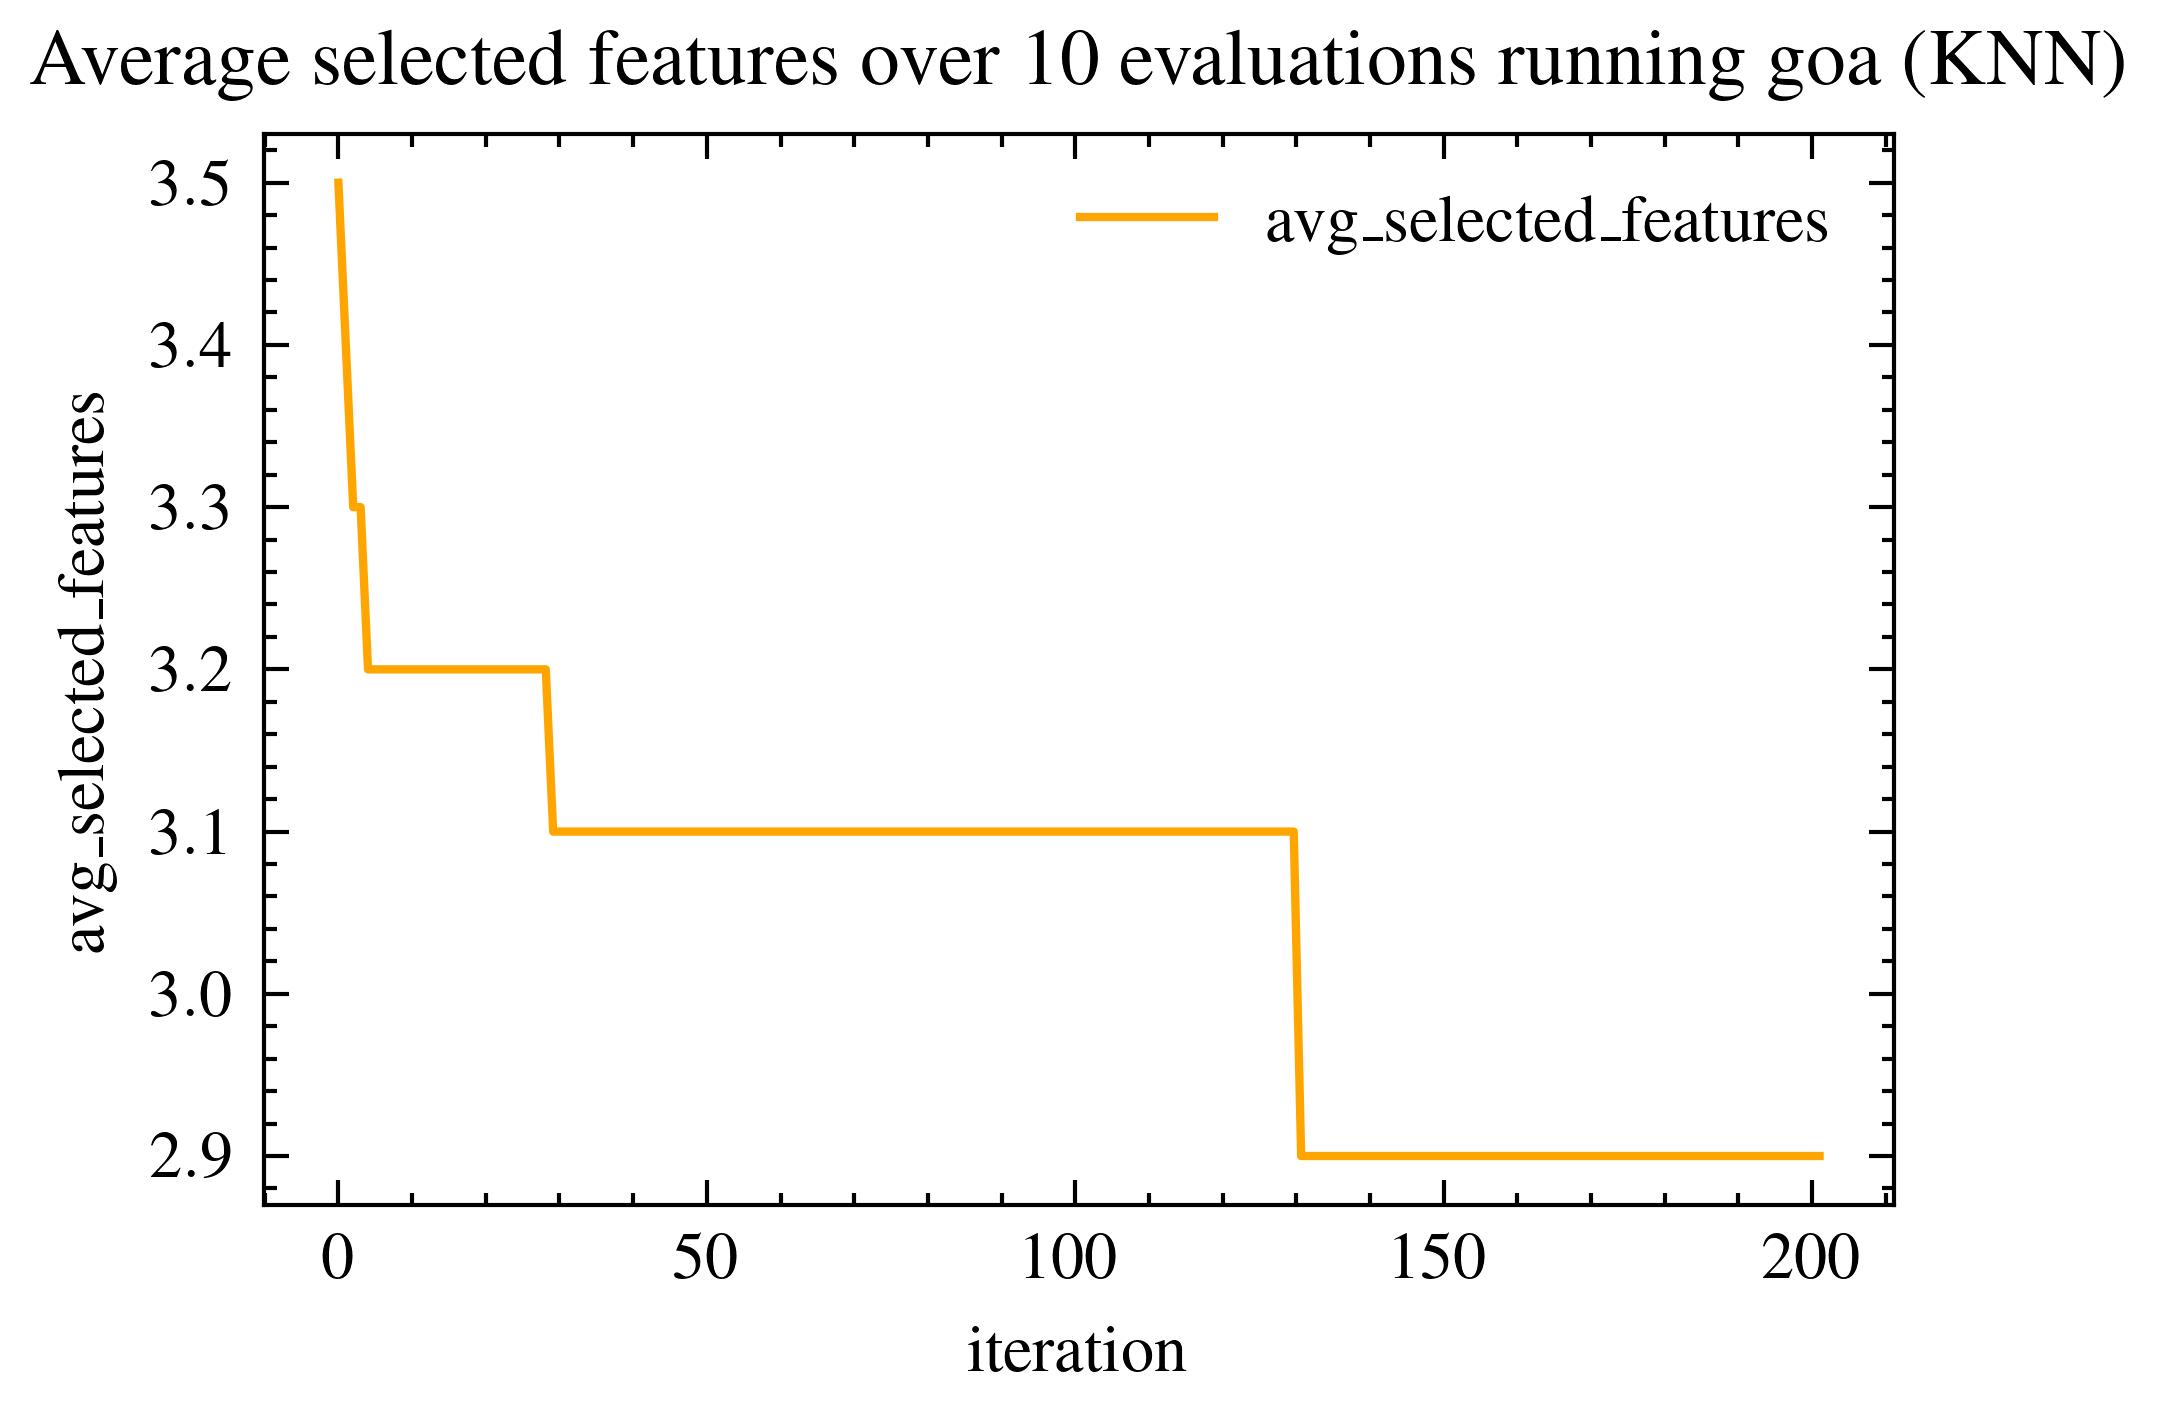 Average selected features over 10 evaluations running goa (KNN)
avg_selected_features
3.5
3.4
3.3
3.2
3.1
3.0
2.9
avg_selected_features
0 50 100 150 200
iteration